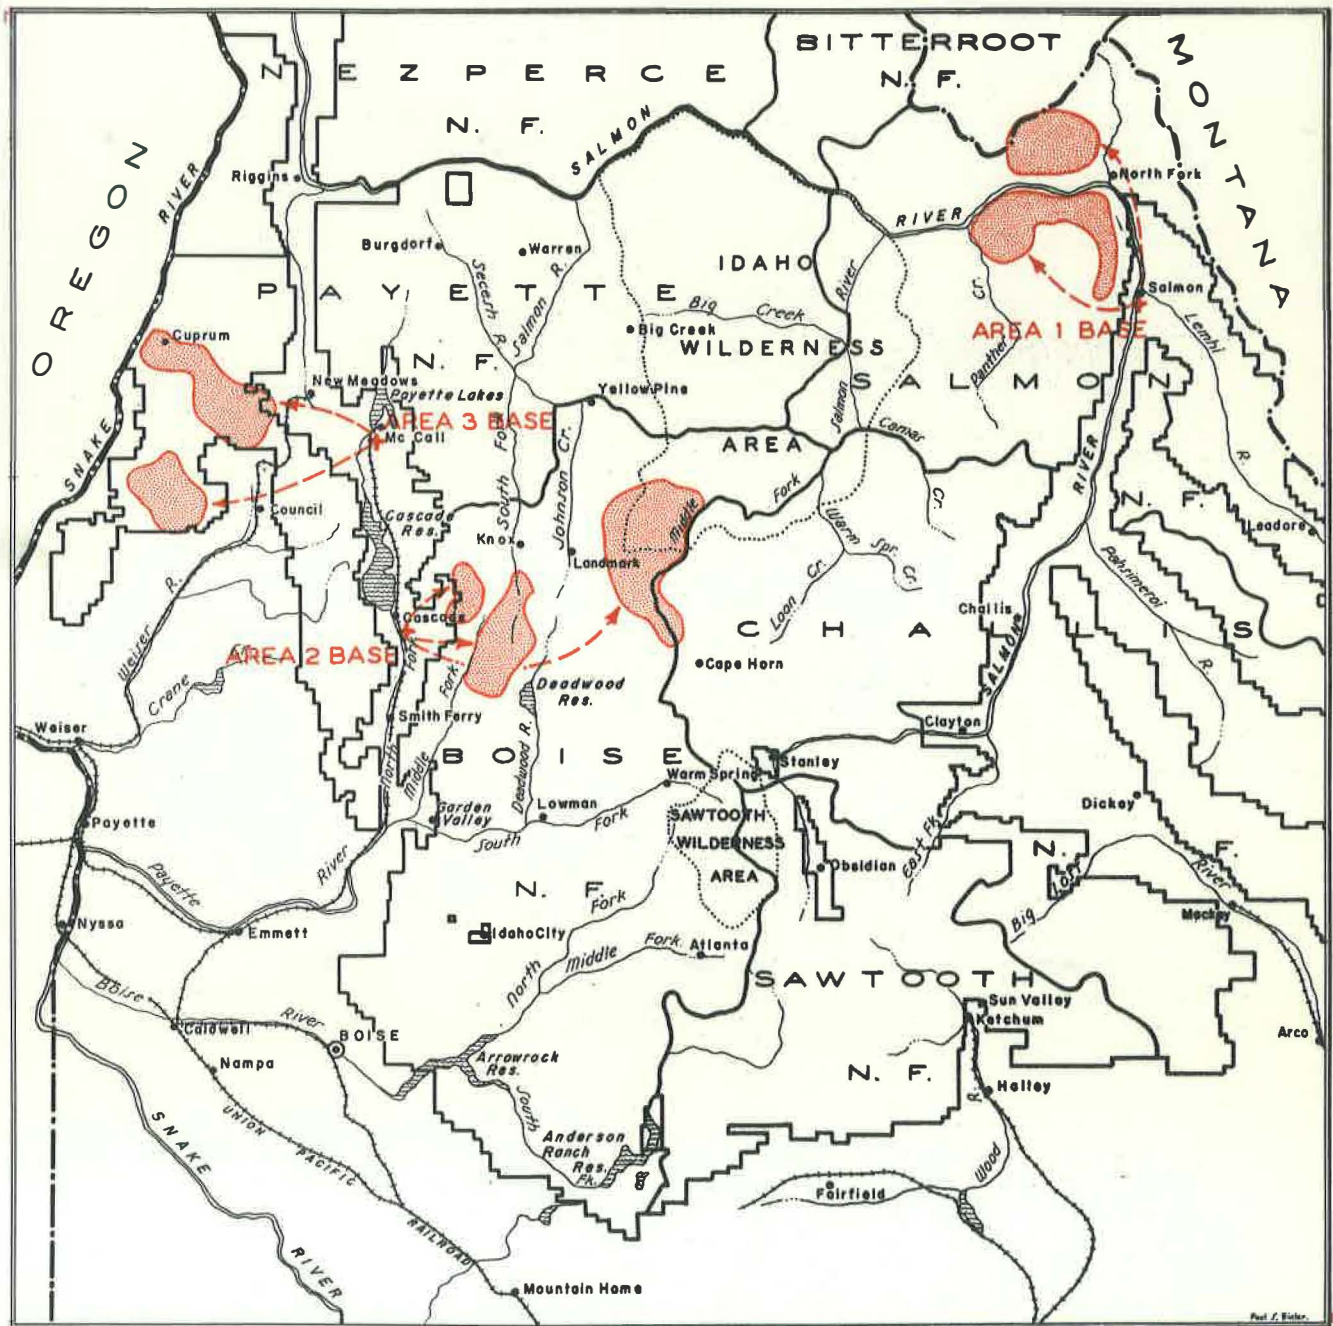 BITTERROOT
N. F.
MONTANA
NEZPERCE
N. F.
OREGON
SNAKE
RIVER
SALMON
RIVER
Riggins
North Fork
Burgdorf
Warren
Secesh R.
Salmon R.
South Fork
IDAHO
WILDERNESS
AREA
River
Salmon
Big Creek
Big Creek
Cr.
Panther
Salmon
Lemhi
R.
AREA 1 BASE
PAYETTE
N. F.
SALMON
N. F.
Cuprum
New Meadows
Payette Lakes
AREA 3 BASE
Mc Call
Yellow Pine
Camas
Cr.
Middle
Fork
Johnson Cr.
Council
Cascade
Res.
Knox
Landmark
Warm
Spr.
Cr.
Loon
Cr.
Leadore
Pahsimeroi
R.
RIVER
SALMON
Challis
CHALLIS
N. F.
Weiser
R.
Crane
Cascade
AREA 2 BASE
Cape Horn
Deadwood
Res.
Deadwood R.
Smith Ferry
North
Fork
Middle
Fork
Clayton
Weiser
BOISE
N. F.
Warm Spring
Stanley
SAWTOOTH
WILDERNESS
AREA
Dickey
East Fk.
Payette
Garden
Valley
Lowman
South
Fork
Obsidian
Big
Lost
River
Mackay
Payette
River
Nyssa
Emmett
Idaho City
North
Fork
Middle
Fork
Atlanta
SAWTOOTH
N. F.
Sun Valley
Ketchum
Arco
Boise
River
Caldwell
BOISE
Nampa
Arrowrock
Res.
South
Fk.
Hailey
R.
Wood
UNION
PACIFIC
RAILROAD
Anderson
Ranch
Res.
Fairfield
SNAKE
RIVER
Mountain Home